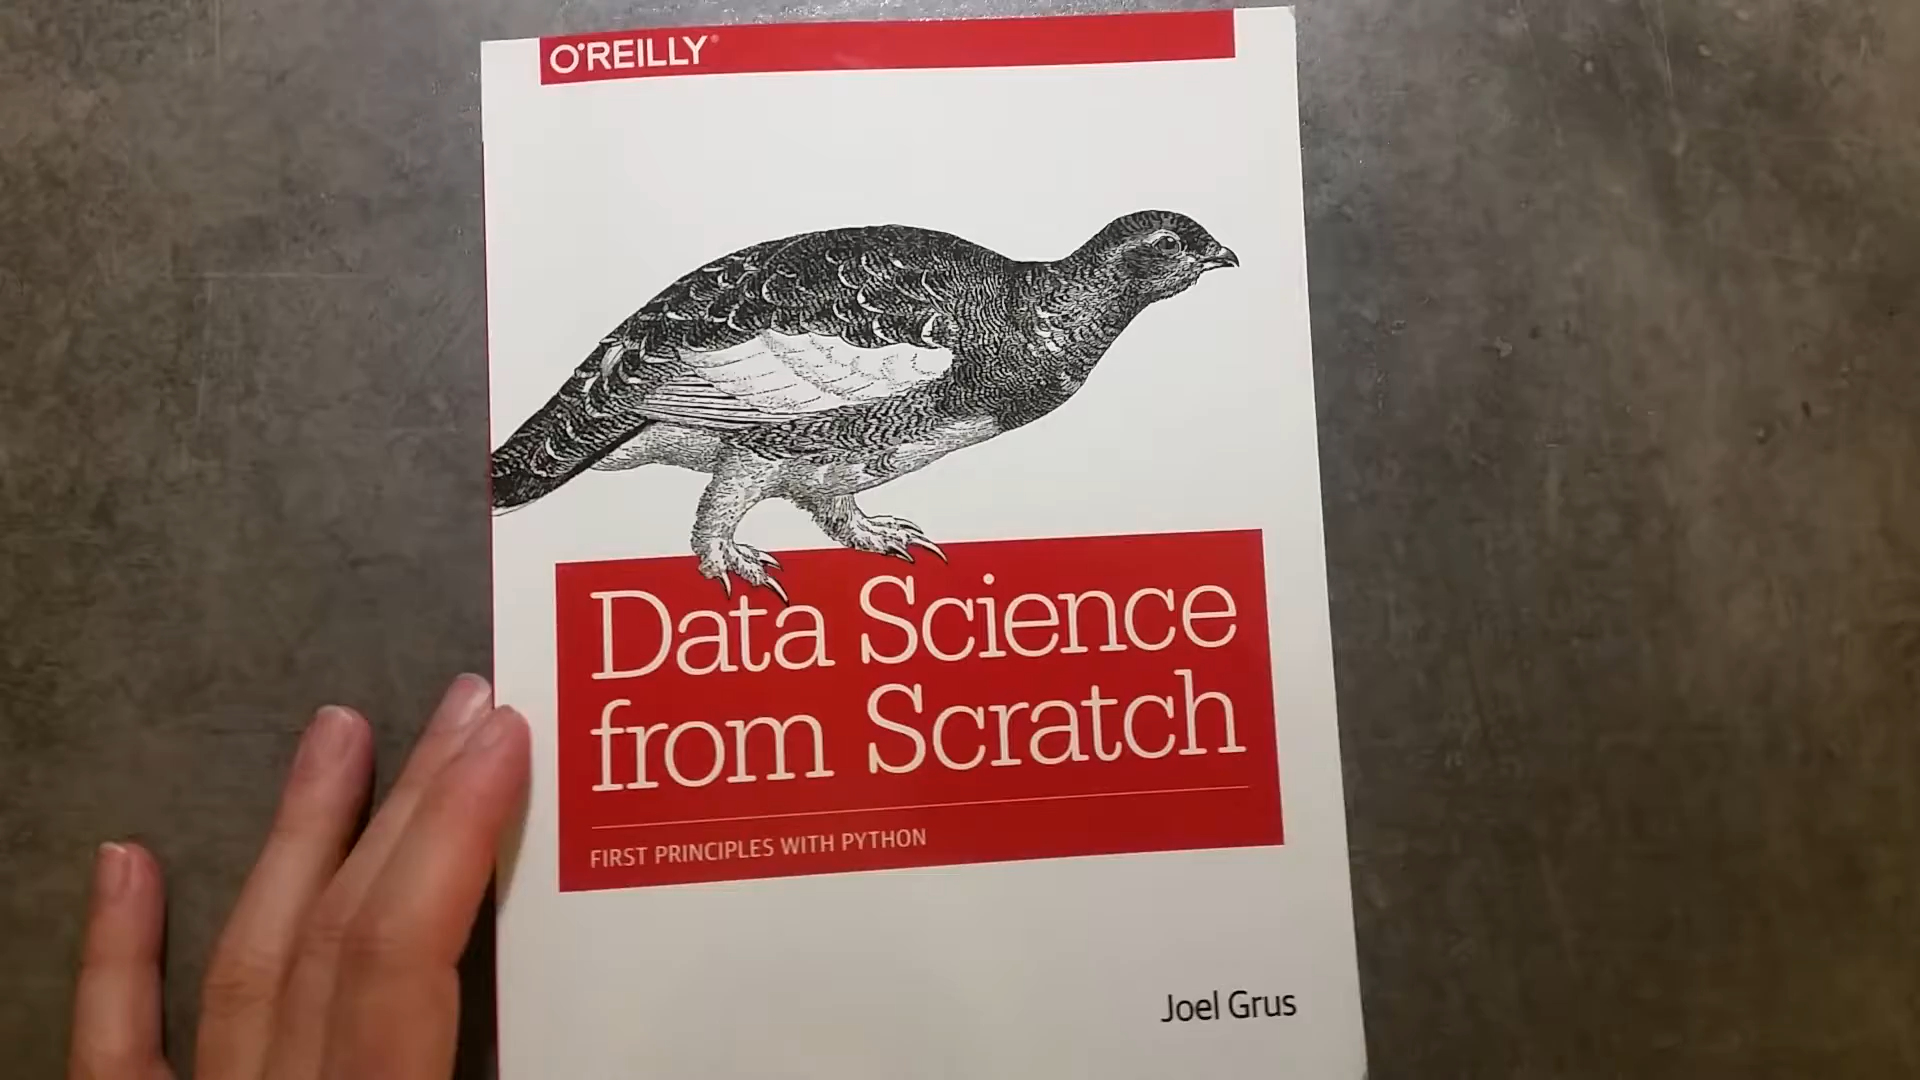 O'REILLY®
Data Science
from Scratch
FIRST PRINCIPLES WITH PYTHON
Joel Grus